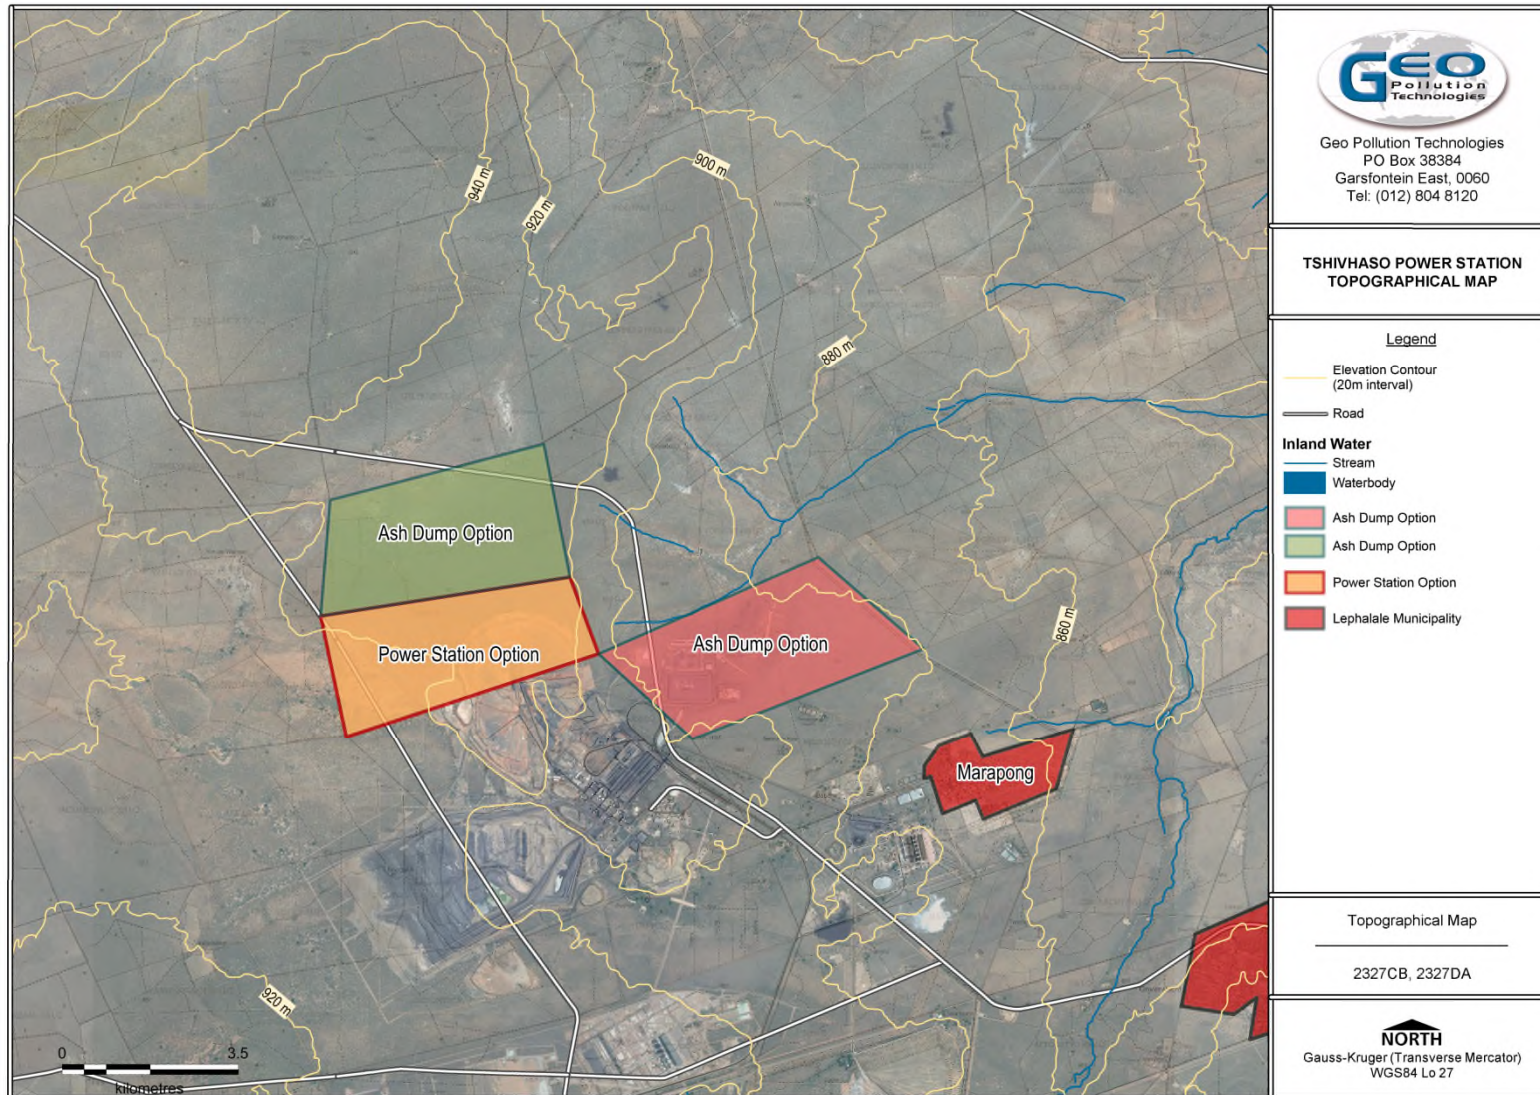 940 m
920 m
900 m
880 m
860 m
920 m
Ash Dump Option
Power Station Option
Ash Dump Option
Marapong
0 3.5
kilometres
GEO
Pollution
Technologies
Geo Pollution Technologies
PO Box 38384
Garsfontein East, 0060
Tel: (012) 804 8120
TSHIVHASO POWER STATION
TOPOGRAPHICAL MAP
Legend
Elevation Contour
(20m interval)
Road
Inland Water
Stream
Waterbody
Ash Dump Option
Ash Dump Option
Power Station Option
Lephalale Municipality
Topographical Map
2327CB, 2327DA
NORTH
Gauss-Kruger (Transverse Mercator)
WGS84 Lo 27